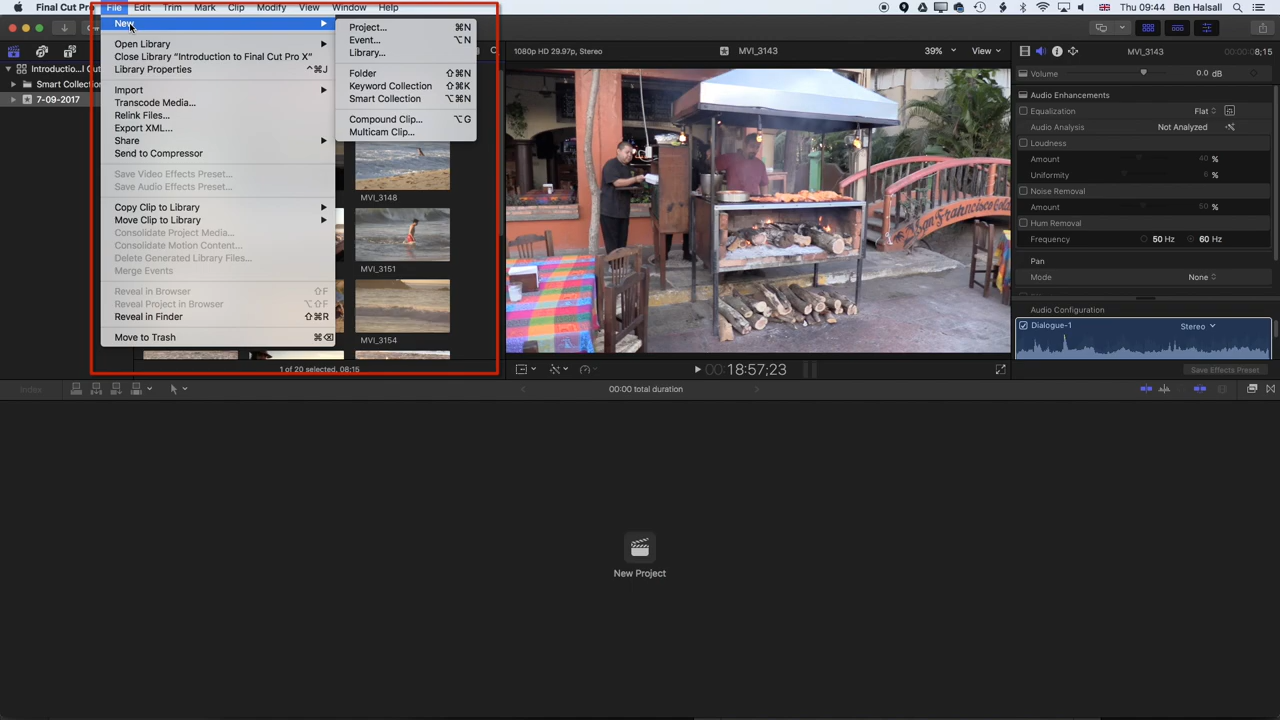 Final Cut Pro File Edit Trim Mark Clip Modify View Window Help Thu 09:44 Ben Halsall
New
Project... ⌘N
Event... ⌥N
Library...
Folder ⇧⌘N
Keyword Collection ⇧⌘K
Smart Collection ⌥⌘N
Compound Clip... ⌥G
Multicam Clip...
Open Library
Close Library “Introduction to Final Cut Pro X”
Library Properties ^⌘J
Import
Transcode Media...
Relink Files...
Export XML...
Share
Send to Compressor
Save Video Effects Preset...
Save Audio Effects Preset...
Copy Clip to Library
Move Clip to Library
Consolidate Project Media...
Consolidate Motion Content...
Delete Generated Library Files...
Merge Events
Reveal in Browser ⇧F
Reveal Project in Browser ⌥⇧F
Reveal in Finder ⇧⌘R
Move to Trash ⌘⌫
Smart Collectio
7-09-2017
MVI_3148
MVI_3151
MVI_3154
1 of 20 selected, 08:15
1080p HD 29.97p, Stereo MVI_3143 39% View
18:57;23
MVI_3143 8:15
Volume 0.0 dB
Audio Enhancements
Equalization Flat
Audio Analysis Not Analyzed
Loudness
Amount 40 %
Uniformity 6 %
Noise Removal
Amount 50 %
Hum Removal
Frequency 50 Hz 60 Hz
Pan
Mode None
Audio Configuration
Dialogue-1 Stereo
Save Effects Preset
Index 00:00 total duration
New Project